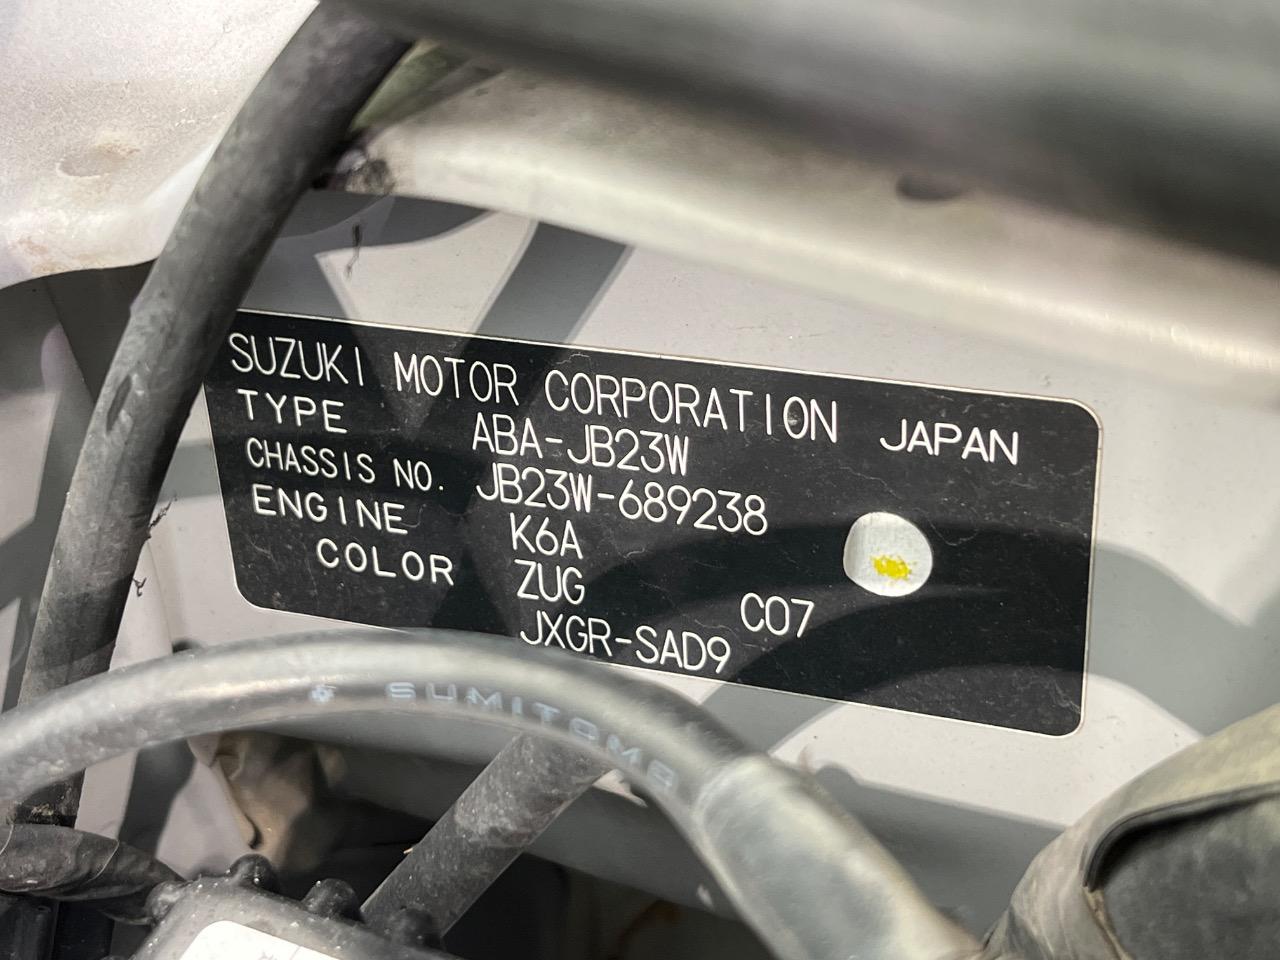 SUZUKI MOTOR CORPORATION JAPAN
TYPE ABA-JB23W
CHASSIS NO. JB23W-689238
ENGINE K6A
COLOR ZUG C07
JXGR-SAD9
SUMITOMO